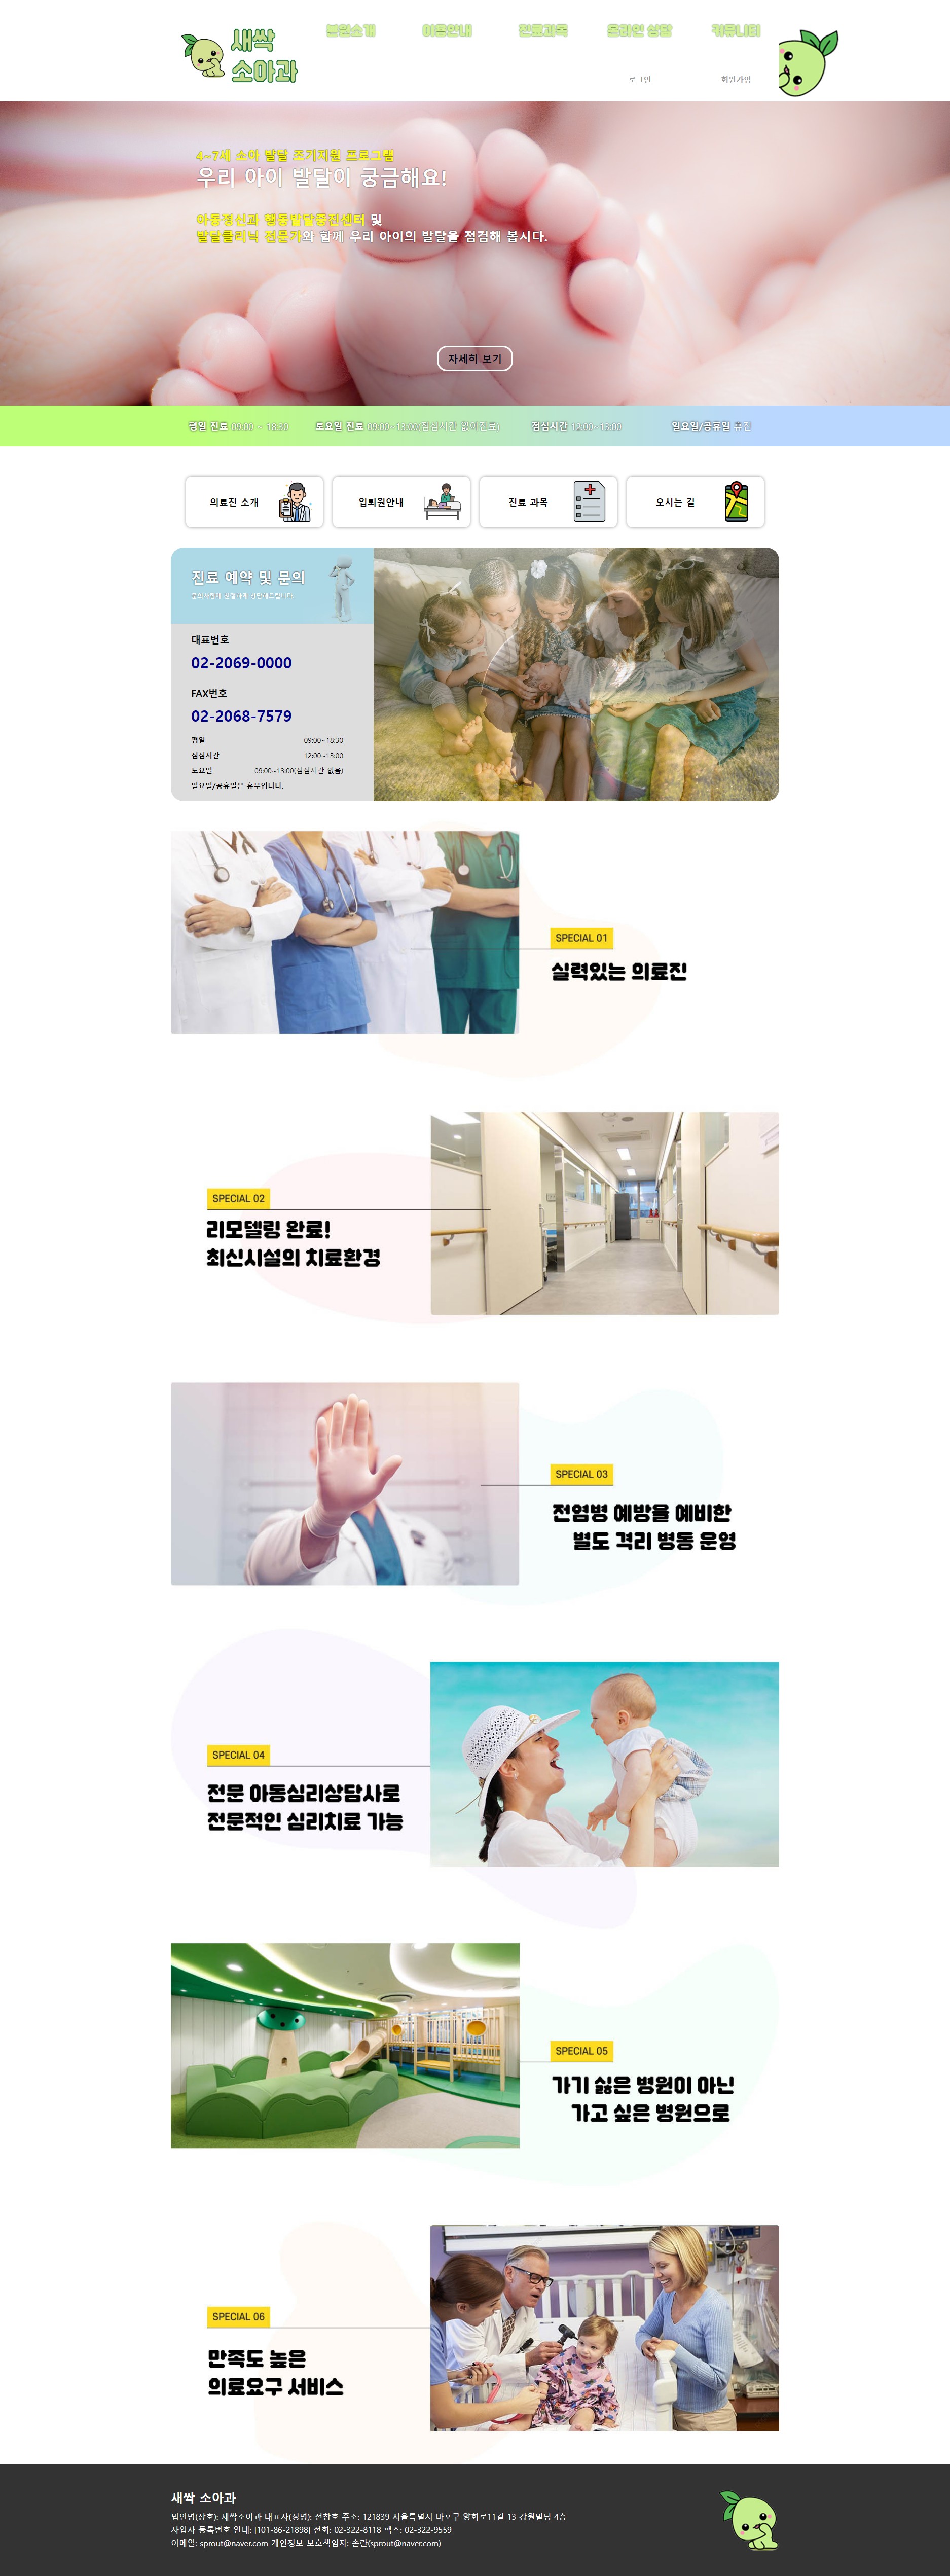 새싹
소아과
본원소개 이용안내 진료과목 온라인 상담 커뮤니티
로그인 회원가입
4~7세 소아 발달 조기지원 프로그램
우리 아이 발달이 궁금해요!
아동정신과 행동발달증진센터 및
발달클리닉 전문가와 함께 우리 아이의 발달을 점검해 봅시다.
자세히 보기
평일 진료 09:00 ~ 18:30 토요일 진료 09:00~13:00(점심시간 없이 진료) 점심시간 12:00~13:00 일요일/공휴일 휴진
의료진 소개 입퇴원안내 진료 과목 오시는 길
진료 예약 및 문의
대표번호
02-2069-0000
FAX번호
02-2068-7579
평일 09:00~18:30
점심시간 12:00~13:00
토요일 09:00~13:00(점심시간 없음)
일요일/공휴일은 휴무입니다.
SPECIAL 01
실력있는 의료진
SPECIAL 02
리모델링 완료!
최신시설의 치료환경
SPECIAL 03
전염병 예방을 예비한
별도 격리 병동 운영
SPECIAL 04
전문 아동심리상담사로
전문적인 심리치료 가능
SPECIAL 05
가기 싫은 병원이 아닌
가고 싶은 병원으로
SPECIAL 06
만족도 높은
의료요구 서비스
새싹 소아과
법인명(상호): 새싹소아과 대표자(성명): 전창호 주소: 121839 서울특별시 마포구 양화로11길 13 강원빌딩 4층
사업자 등록번호 안내: [101-86-21898] 전화: 02-322-8118 팩스: 02-322-9559
이메일: sprout@naver.com 개인정보 보호책임자: 손란(sprout@naver.com)